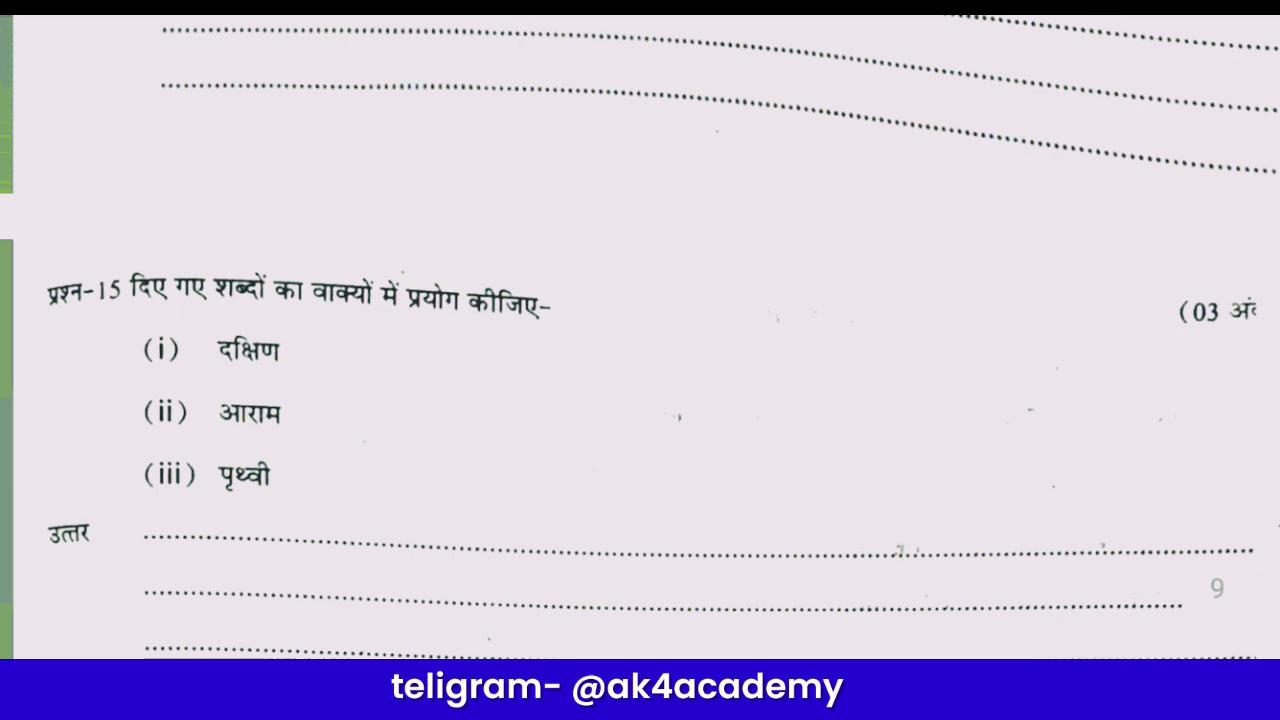 प्रश्न-15 दिए गए शब्दों का वाक्यों में प्रयोग कीजिए- (03
(i) दक्षिण
(ii) आराम
(iii) पृथ्वी
उत्तर
9
teligram- @ak4academy